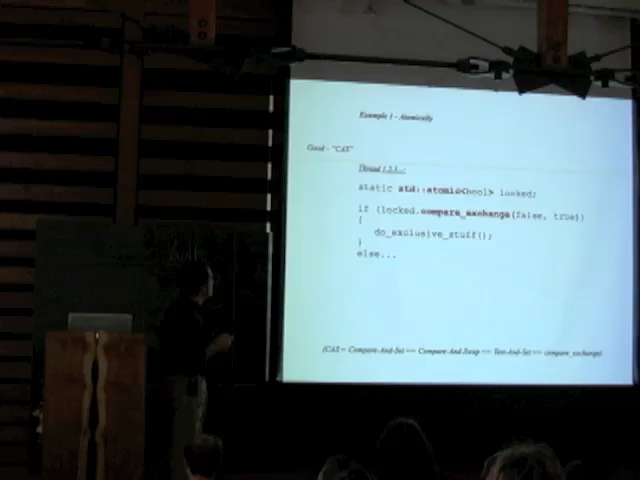 Example 1 - Atomically
Good - "CAS"
Thread 1,2,3...:
static std::atomic<bool> locked;
if (locked.compare_exchange(false, true))
{
do_exclusive_stuff();
}
else...
(CAS = Compare-And-Set == Compare-And-Swap == Test-And-Set == compare_exchange)